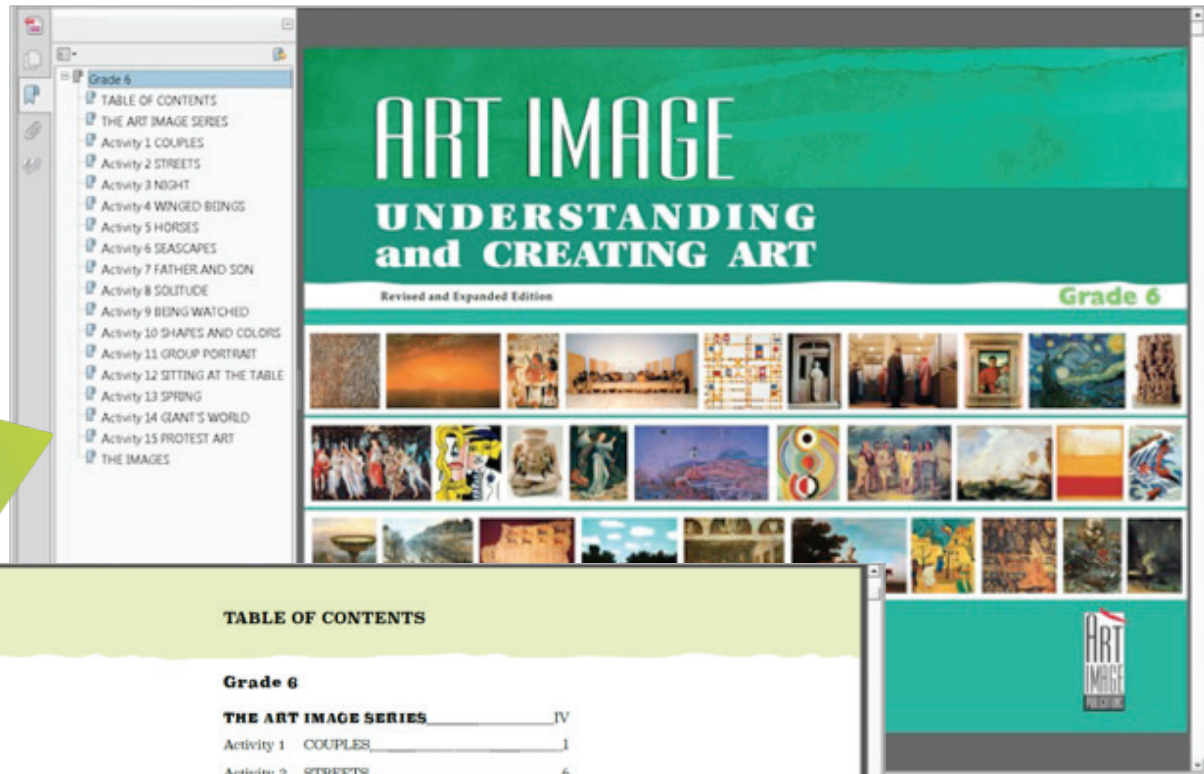 Grade 6
TABLE OF CONTENTS
THE ART IMAGE SERIES
Activity 1 COUPLES
Activity 2 STREETS
Activity 3 NIGHT
Activity 4 WINGED BEINGS
Activity 5 HORSES
Activity 6 SEASCAPES
Activity 7 FATHER AND SON
Activity 8 SOLITUDE
Activity 9 BEING WATCHED
Activity 10 SHAPES AND COLORS
Activity 11 GROUP PORTRAIT
Activity 12 SITTING AT THE TABLE
Activity 13 SPRING
Activity 14 GIANT'S WORLD
Activity 15 PROTEST ART
THE IMAGES
ART IMAGE
UNDERSTANDING
and CREATING ART
Revised and Expanded Edition
Grade 6
ART
IMAGE
PUBLICATIONS
TABLE OF CONTENTS
Grade 6
THE ART IMAGE SERIES IV
Activity 1 COUPLES 1
Activity 2 STREETS 6